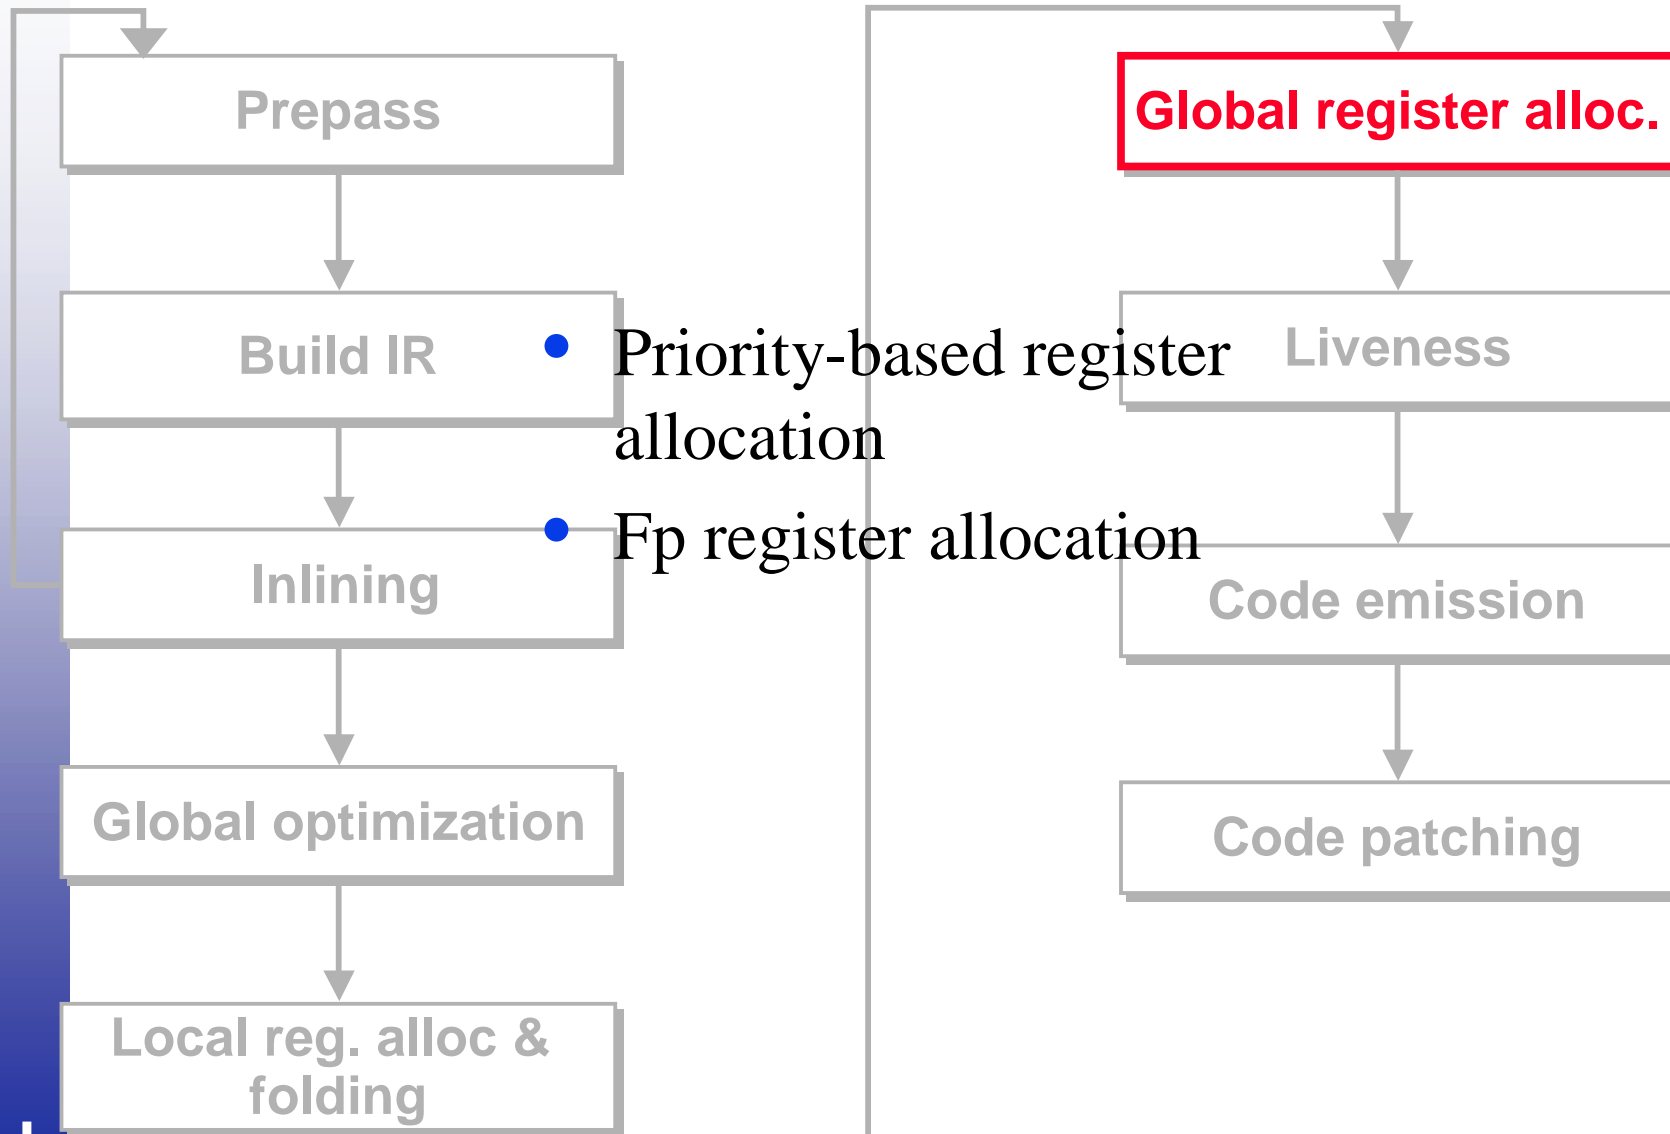 Prepass
Build IR
Inlining
Global optimization
Local reg. alloc &
folding
• Priority-based register
allocation
• Fp register allocation
Global register alloc.
Liveness
Code emission
Code patching